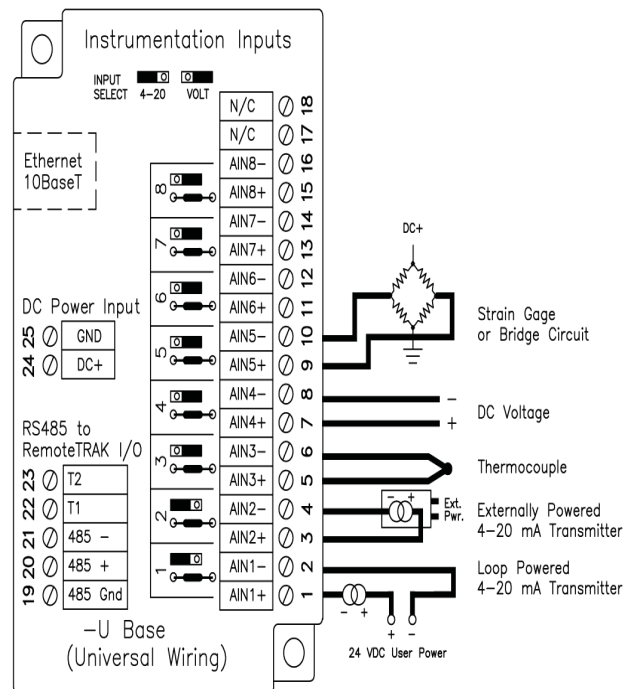 Instrumentation Inputs
INPUT
SELECT
4-20
VOLT
N/C 18
N/C 17
AIN8- 16
AIN8+ 15
AIN7- 14
AIN7+ 13
AIN6- 12
AIN6+ 11
AIN5- 10
AIN5+ 9
AIN4- 8
AIN4+ 7
AIN3- 6
AIN3+ 5
AIN2- 4
AIN2+ 3
AIN1- 2
AIN1+ 1
8
7
6
5
4
3
2
1
Ethernet
10BaseT
DC Power Input
25 GND
24 DC+
RS485 to
RemoteTRAK I/O
23 T2
22 T1
21 485 -
20 485 +
19 485 Gnd
-U Base
(Universal Wiring)
DC+
Strain Gage
or Bridge Circuit
-
+
DC Voltage
Thermocouple
- +
Ext.
Pwr.
Externally Powered
4-20 mA Transmitter
Loop Powered
4-20 mA Transmitter
- +
+ -
24 VDC User Power